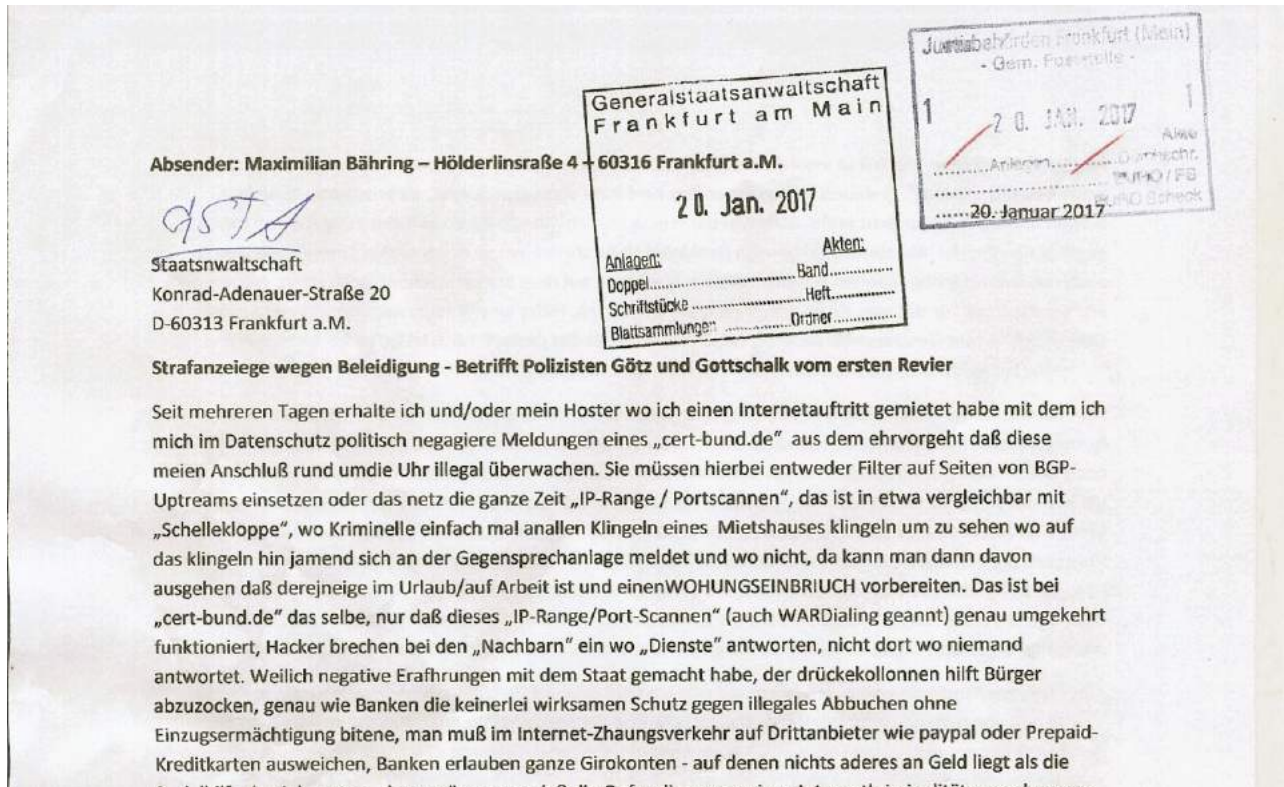 Justizbehörden Frankfurt (Main)
- Gem. Poststelle -
1 20. JAN. 2017 1
Akte
Anlagen
EURO / FS
EURO Scheck
20. Januar 2017
Generalstaatsanwaltschaft
Frankfurt am Main
20. Jan. 2017
Anlagen: Akten:
Doppel Band
Schriftstücke Heft
Blattsammlungen Ordner
Absender: Maximilian Bähring – Hölderlinsraße 4 – 60316 Frankfurt a.M.
GSTA
Staatsnwaltschaft
Konrad-Adenauer-Straße 20
D-60313 Frankfurt a.M.
Strafanzeiege wegen Beleidigung - Betrifft Polizisten Götz und Gottschalk vom ersten Revier
Seit mehreren Tagen erhalte ich und/oder mein Hoster wo ich einen Internetauftritt gemietet habe mit dem ich
mich im Datenschutz politisch negagiere Meldungen eines „cert-bund.de“ aus dem ehrvorgeht daß diese
meien Anschluß rund umdie Uhr illegal überwachen. Sie müssen hierbei entweder Filter auf Seiten von BGP-
Uptreams einsetzen oder das netz die ganze Zeit „IP-Range / Portscannen“, das ist in etwa vergleichbar mit
„Schellekloppe“, wo Kriminelle einfach mal anallen Klingeln eines Mietshauses klingeln um zu sehen wo auf
das klingeln hin jamend sich an der Gegensprechanlage meldet und wo nicht, da kann man dann davon
ausgehen daß derejneige im Urlaub/auf Arbeit ist und einenWOHUNGSEINBRIUCH vorbereiten. Das ist bei
„cert-bund.de“ das selbe, nur daß dieses „IP-Range/Port-Scannen“ (auch WARDialing geannt) genau umgekehrt
funktioniert, Hacker brechen bei den „Nachbarn“ ein wo „Dienste“ antworten, nicht dort wo niemand
antwortet. Weilich negative Erafhrungen mit dem Staat gemacht habe, der drückekollonnen hilft Bürger
abzuzocken, genau wie Banken die keinerlei wirksamen Schutz gegen illegales Abbuchen ohne
Einzugsermächtigung bitene, man muß im Internet-Zhaungsverkehr auf Drittanbieter wie paypal oder Prepaid-
Kreditkarten ausweichen, Banken erlauben ganze Girokonten - auf denen nichts aderes an Geld liegt als die